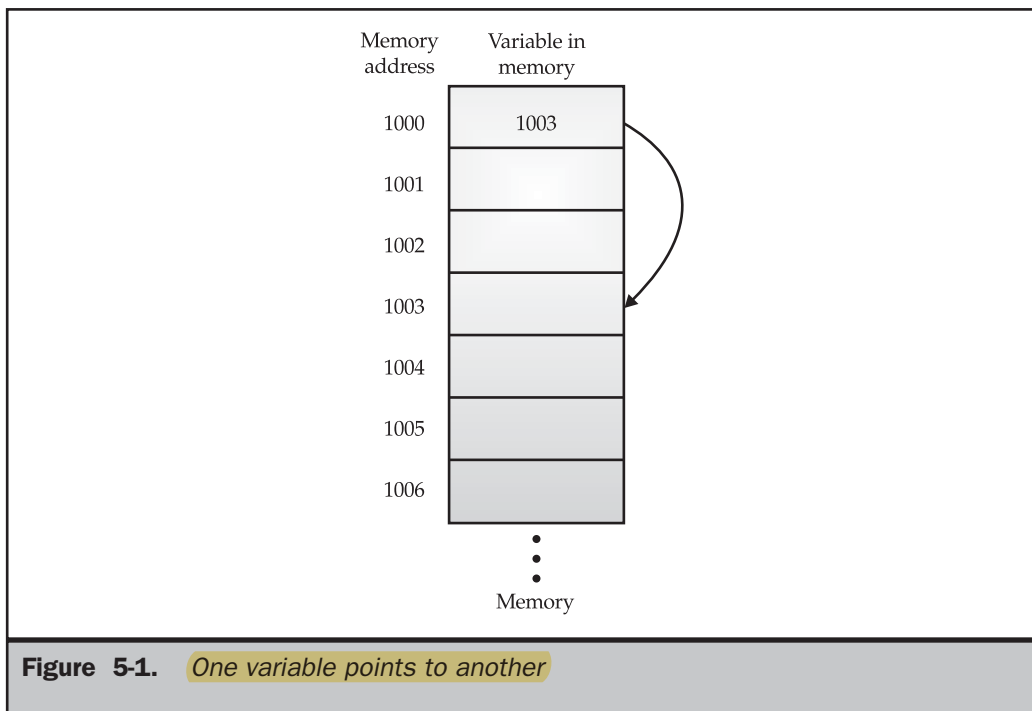 Memory address
Variable in memory
1000 1003
1001
1002
1003
1004
1005
1006
Memory
Figure 5-1. One variable points to another